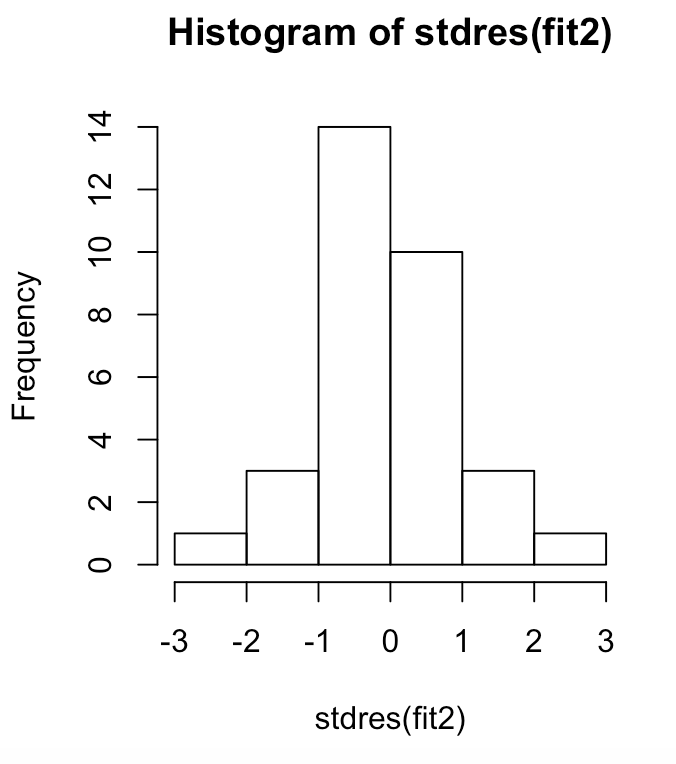 Histogram of stdres(fit2)
Frequency
14
12
10
8
6
4
2
0
-3 -2 -1 0 1 2 3
stdres(fit2)